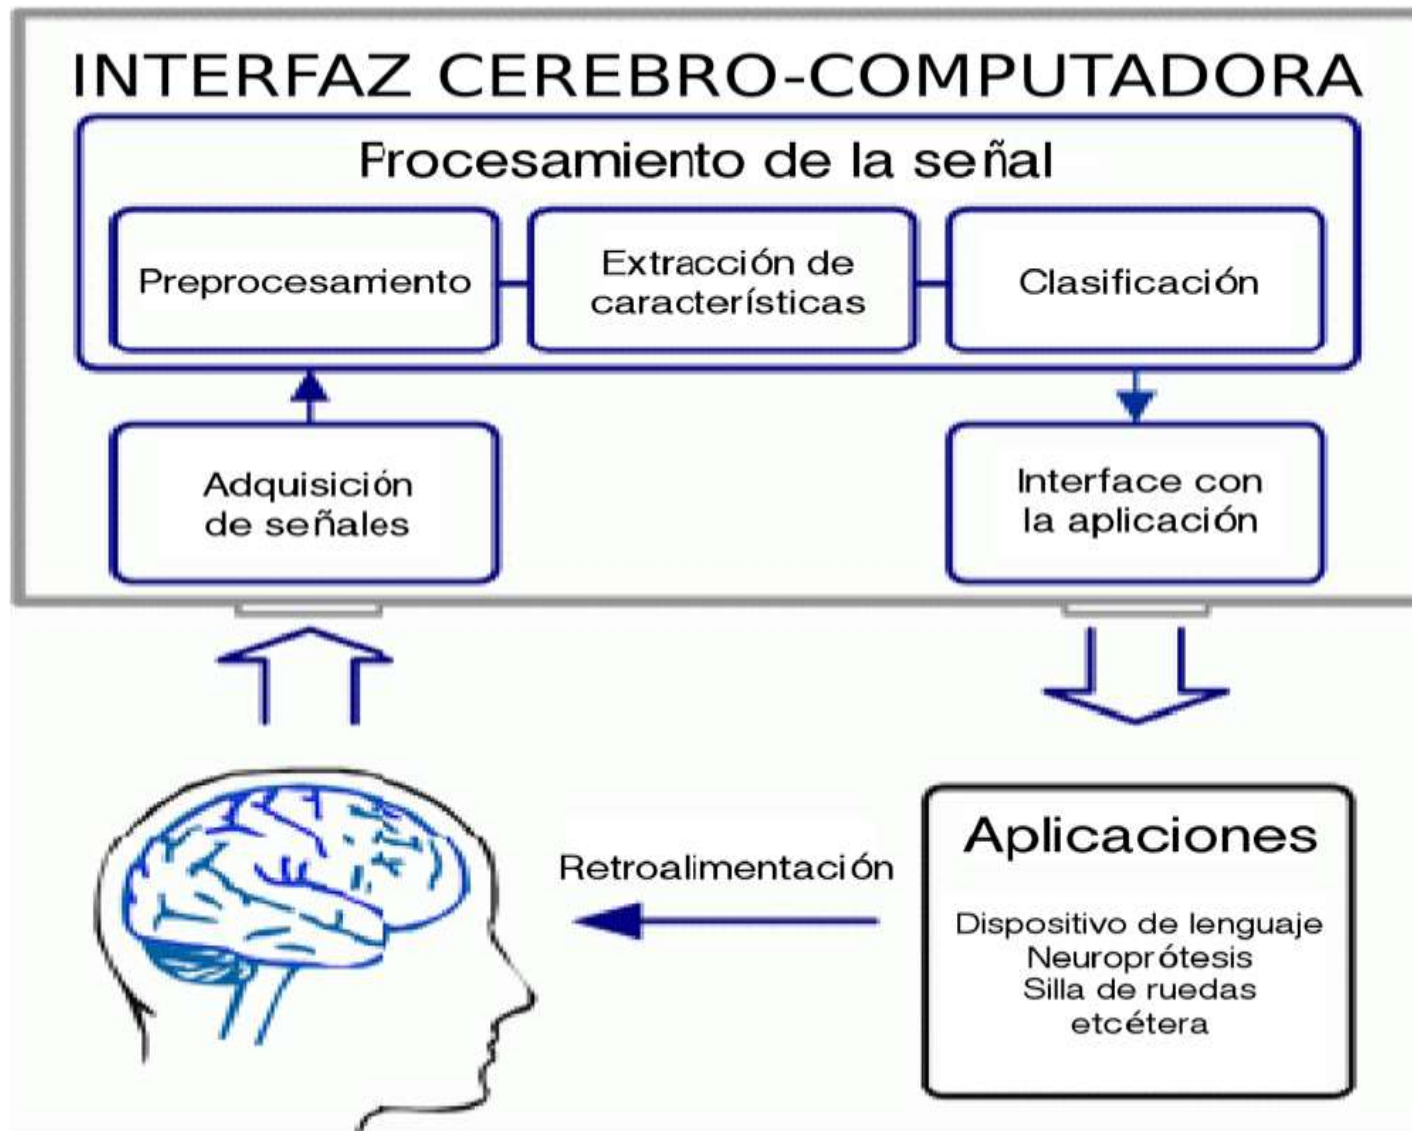 INTERFAZ CEREBRO-COMPUTADORA
Procesamiento de la señal
Preprocesamiento
Extracción de
características
Clasificación
Adquisición
de señales
Interface con
la aplicación
Retroalimentación
Aplicaciones
Dispositivo de lenguaje
Neuroprótesis
Silla de ruedas
etcétera